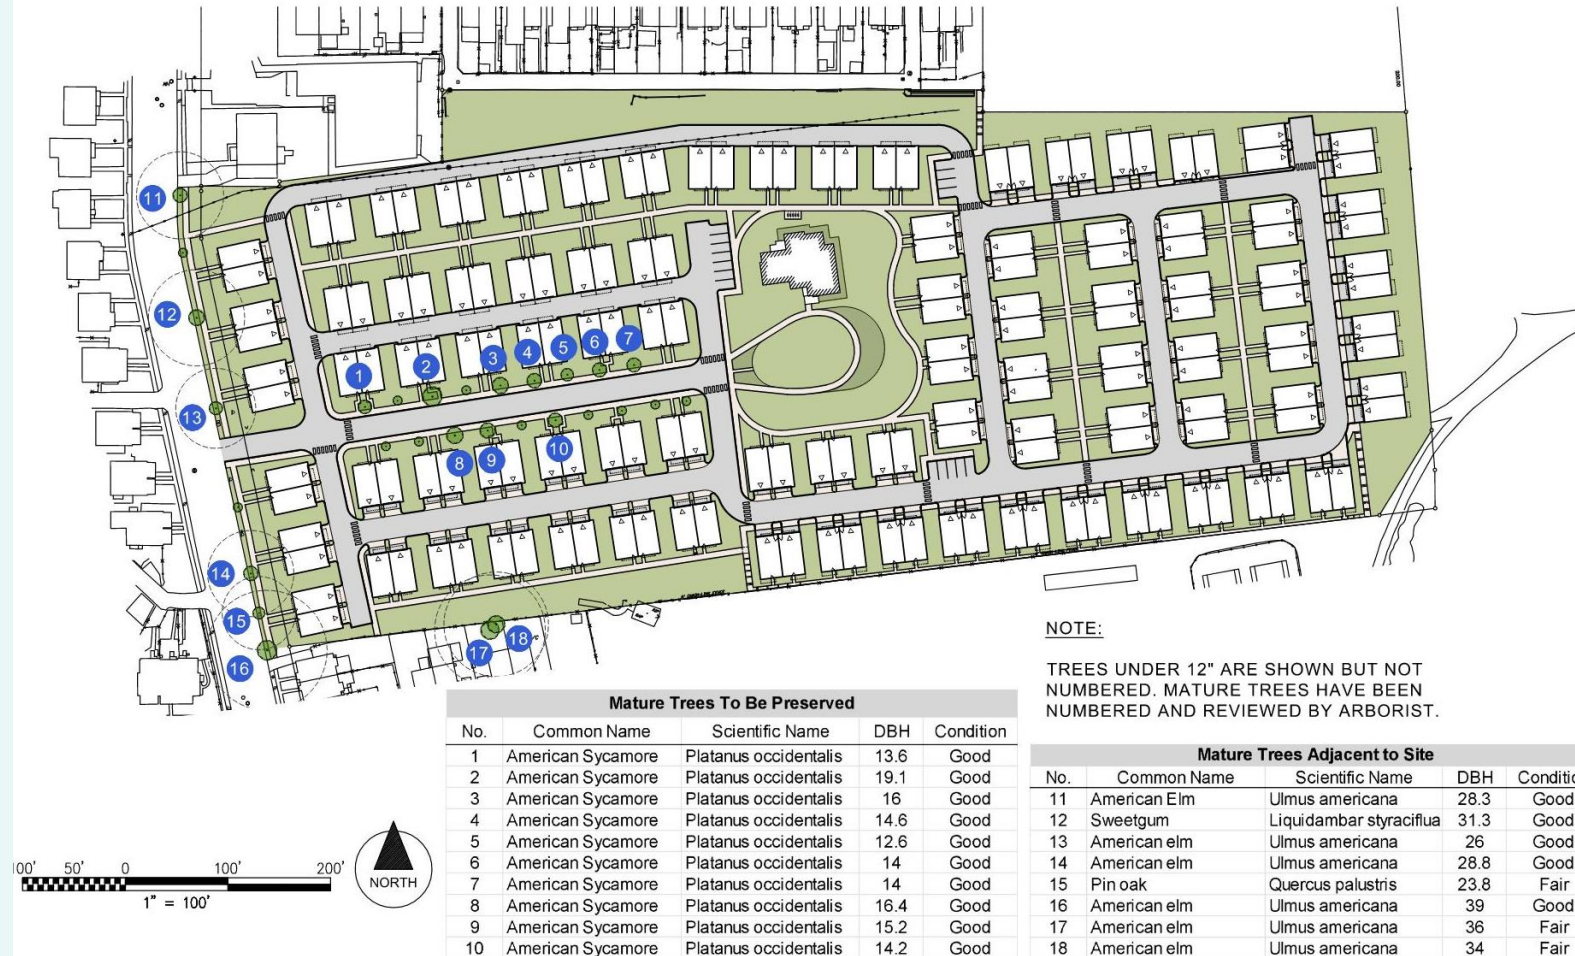 11
12
13
14
15
16
1
2
3
4
5
6
7
8
9
10
17
18
NOTE:
TREES UNDER 12" ARE SHOWN BUT NOT
NUMBERED. MATURE TREES HAVE BEEN
NUMBERED AND REVIEWED BY ARBORIST.
Mature Trees To Be Preserved
No. Common Name Scientific Name DBH Condition
1 American Sycamore Platanus occidentalis 13.6 Good
2 American Sycamore Platanus occidentalis 19.1 Good
3 American Sycamore Platanus occidentalis 16 Good
4 American Sycamore Platanus occidentalis 14.6 Good
5 American Sycamore Platanus occidentalis 12.6 Good
6 American Sycamore Platanus occidentalis 14 Good
7 American Sycamore Platanus occidentalis 14 Good
8 American Sycamore Platanus occidentalis 16.4 Good
9 American Sycamore Platanus occidentalis 15.2 Good
10 American Sycamore Platanus occidentalis 14.2 Good
Mature Trees Adjacent to Site
No. Common Name Scientific Name DBH Conditio
11 American Elm Ulmus americana 28.3 Good
12 Sweetgum Liquidambar styraciflua 31.3 Good
13 American elm Ulmus americana 26 Good
14 American elm Ulmus americana 28.8 Good
15 Pin oak Quercus palustris 23.8 Fair
16 American elm Ulmus americana 39 Good
17 American elm Ulmus americana 36 Fair
18 American elm Ulmus americana 34 Fair
00' 50' 0 100' 200'
1" = 100'
NORTH